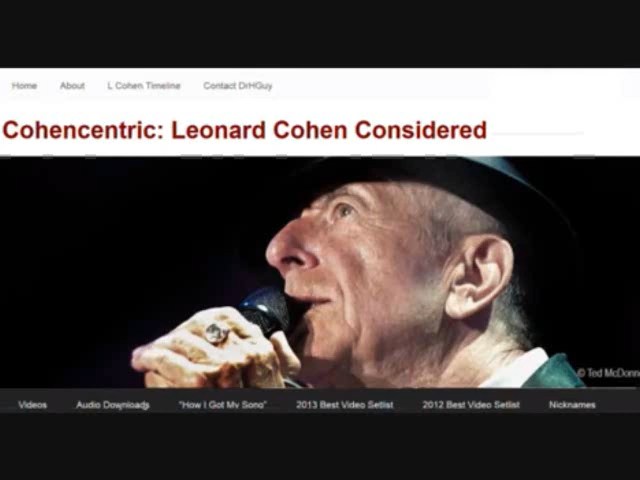 Home About L Cohen Timeline Contact DrHGuy
Cohencentric: Leonard Cohen Considered
© Ted McDonne
Videos Audio Downloads "How I Got My Song" 2013 Best Video Setlist 2012 Best Video Setlist Nicknames